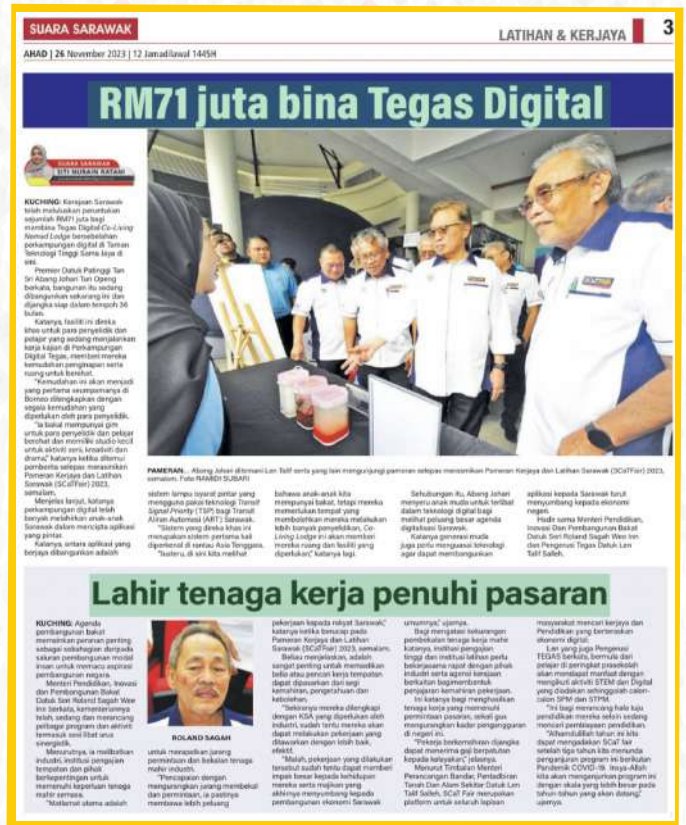 SUARA SARAWAK
LATIHAN & KERJAYA 3
AHAD | 26 November 2023 | 12 Jamadilawal 1445H
RM71 juta bina Tegas Digital
SUARA SARAWAK
SITI NURAIN RATANI
KUCHING: Kerajaan Sarawak
telah meluluskan peruntukan
sejumlah RM71 juta bagi
membina Tegas Digital Co-Living
Nomad Lodge bersebelahan
perkampungan digital di Taman
Teknologi Tinggi Sama Jaya di
sini.
Premier Datuk Patinggi Tan
Sri Abang Johari Tun Openg
berkata, bangunan itu sedang
dibangunkan sekarang ini dan
dijangka siap dalam tempoh 36
bulan.
Katanya, fasiliti ini direka
khas untuk para penyelidik dan
pelajar yang sedang menjalankan
kerja kajian di Perkampungan
Digital Tegas, memberi mereka
kemudahan penginapan serta
ruang untuk berehat.
"Kemudahan ini akan menjadi
yang pertama seumpamanya di
Borneo dilengkapkan dengan
segala kemudahan yang
diperlukan oleh para penyelidik.
"Ia bakal mempunyai gim
untuk para penyelidik dan pelajar
berehat dan memiliki studio kecil
untuk aktiviti seni, kreativiti dan
drama," katanya ketika ditemui
pemberita selepas merasmikan
Pameran Kerjaya dan Latihan
Sarawak (SCaTFair) 2023,
semalam.
Menjelas lanjut, katanya
perkampungan digital telah
banyak melahirkan anak-anak
Sarawak dalam mencipta aplikasi
yang pintar.
Katanya, antara aplikasi yang
berjaya dibangunkan adalah
PAMERAN... Abang Johari ditemani Len Talif serta yang lain mengunjungi pameran selepas merasmikan Pameran Kerjaya dan Latihan Sarawak (SCaTFair) 2023,
semalam. Foto RAMIDI SUBARI
sistem lampu isyarat pintar yang
mengguna pakai teknologi Transit
Signal Priority (TSP) bagi Transit
Aliran Automasi (ART) Sarawak.
"Sistem yang direka khas ini
merupakan sistem pertama kali
diperkenal di rantau Asia Tenggara.
"Justeru, di sini kita melihat
bahawa anak-anak kita
mempunyai bakat, tetapi mereka
memerlukan tempat yang
membolehkan mereka melakukan
lebih banyak penyelidikan, Co-
Living Lodge ini akan memberi
mereka ruang dan fasiliti yang
diperlukan," katanya lagi.
Sehubungan itu, Abang Johari
menyeru anak muda untuk terlibat
dalam teknologi digital bagi
melihat peluang besar agenda
digitalisasi Sarawak.
Katanya generasi muda
juga perlu menguasai teknologi
agar dapat membangunkan
aplikasi kepada Sarawak turut
menyumbang kepada ekonomi
negeri.
Hadir sama Menteri Pendidikan,
Inovasi Dan Pembangunan Bakat
Datuk Seri Roland Sagah Wee Inn
dan Pengerusi Tegas Datuk Len
Talif Salleh.
Lahir tenaga kerja penuhi pasaran
KUCHING: Agenda
pembangunan bakat
memainkan peranan penting
sebagai sebahagian daripada
saluran pembangunan modal
insan untuk memacu aspirasi
pembangunan negara.
Menteri Pendidikan, Inovasi
dan Pembangunan Bakat
Datuk Seri Roland Sagah Wee
Inn berkata, kementeriannya
telah, sedang dan merancang
pelbagai program dan aktiviti
termasuk sesi libat urus
sinergistik.
Menurutnya, ia melibatkan
industri, institusi pengajian
tempatan dan pihak
berkepentingan untuk
memenuhi keperluan tenaga
mahir semasa.
"Matlamat utama adalah
ROLAND SAGAH
untuk merapatkan jurang
permintaan dan bekalan tenaga
mahir industri.
"Pencapaian dengan
mengurangkan jurang membekal
dan permintaan, ia pastinya
membawa lebih peluang
pekerjaan kepada rakyat Sarawak,"
katanya ketika berucap pada
Pameran Kerjaya dan Latihan
Sarawak (SCaTFair) 2023, semalam.
Beliau menjelaskan, adalah
sangat penting untuk memastikan
belia atau pencari kerja tempatan
dapat dipasarkan dari segi
kemahiran, pengetahuan dan
kebolehan.
"Sekiranya mereka dilengkapi
dengan KSA yang diperlukan oleh
industri, sudah tentu mereka akan
dapat melakukan pekerjaan yang
ditawarkan dengan lebih baik,
efektif.
"Malah, pekerjaan yang dilakukan
tersebut sudah tentu dapat memberi
impak besar kepada kehidupan
mereka serta majikan yang
akhirnya menyumbang kepada
pembangunan ekonomi Sarawak
umumnya," ujarnya.
Bagi mengatasi kekurangan
pembekalan tenaga kerja mahir
katanya, institusi pengajian
tinggi dan institusi latihan perlu
bekerjasama rapat dengan pihak
industri serta agensi kerajaan
berkaitan bagi membentuk
penjajaran kemahiran pekerjaan.
Ini katanya bagi menghasilkan
tenaga kerja yang memenuhi
permintaan pasaran, sekali gus
mengurangkan kadar pengangguran
di negeri ini.
"Pekerja berkemahiran dijangka
dapat menerima gaji berpatutan
kepada kelayakan," jelasnya.
Menurut Timbalan Menteri
Perancangan Bandar, Pentadbiran
Tanah Dan Alam Sekitar Datuk Len
Talif Salleh, SCaT Fair merupakan
platform untuk seluruh lapisan
masyarakat mencari kerjaya dan
Pendidikan yang berteraskan
ekonomi digital.
Len yang juga Pengerusi
TEGAS berkata, bermula dari
pelajar di peringkat prasekolah
akan mendapat manfaat dengan
mengikuti aktiviti STEM dan Digital
yang diadakan sehinggalah calon-
calon SPM dan STPM.
"Ini bagi merancang hala tuju
pendidikan mereka selain sedang
mencari pembiayaan pendidikan.
"Alhamdulillah tahun ini kita
dapat mengadakan SCaT fair
setelah tiga tahun kita menunda
penganjuran program ini berikutan
Pandemik COVID-19. Insya-Allah
kita akan menganjurkan program ini
dengan skala yang lebih besar pada
tahun-tahun yang akan datang,"
ujarnya.